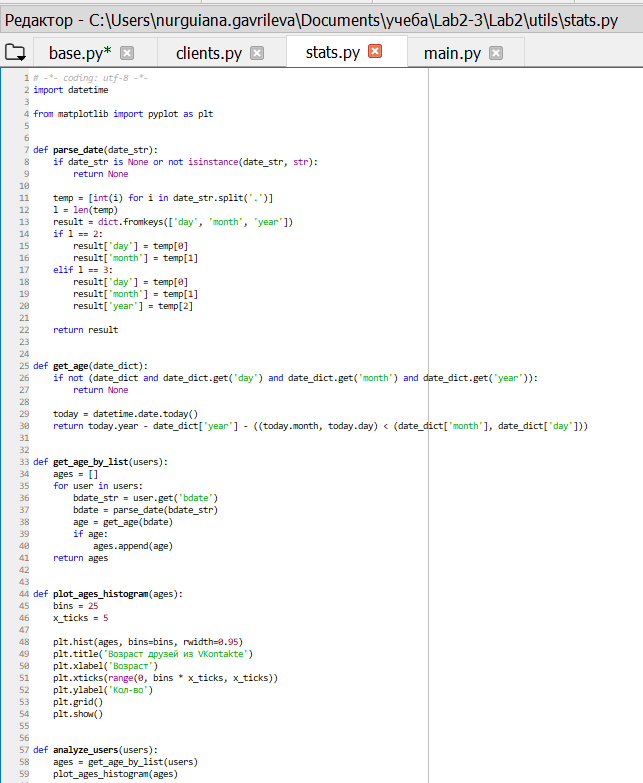 Редактор - C:\Users\nurguiana.gavrileva\Documents\учеба\Lab2-3\Lab2\utils\stats.py
base.py* clients.py stats.py main.py
1 # -*- coding: utf-8 -*-
2 import datetime
3
4 from matplotlib import pyplot as plt
5
6
7 def parse_date(date_str):
8     if date_str is None or not isinstance(date_str, str):
9         return None
10
11     temp = [int(i) for i in date_str.split('.')]
12     l = len(temp)
13     result = dict.fromkeys(['day', 'month', 'year'])
14     if l == 2:
15         result['day'] = temp[0]
16         result['month'] = temp[1]
17     elif l == 3:
18         result['day'] = temp[0]
19         result['month'] = temp[1]
20         result['year'] = temp[2]
21
22     return result
23
24
25 def get_age(date_dict):
26     if not (date_dict and date_dict.get('day') and date_dict.get('month') and date_dict.get('year')):
27         return None
28
29     today = datetime.date.today()
30     return today.year - date_dict['year'] - ((today.month, today.day) < (date_dict['month'], date_dict['day']))
31
32
33 def get_age_by_list(users):
34     ages = []
35     for user in users:
36         bdate_str = user.get('bdate')
37         bdate = parse_date(bdate_str)
38         age = get_age(bdate)
39         if age:
40             ages.append(age)
41     return ages
42
43
44 def plot_ages_histogram(ages):
45     bins = 25
46     x_ticks = 5
47
48     plt.hist(ages, bins=bins, rwidth=0.95)
49     plt.title('Возраст друзей из VKontakte')
50     plt.xlabel('Возраст')
51     plt.xticks(range(0, bins * x_ticks, x_ticks))
52     plt.ylabel('Кол-во')
53     plt.grid()
54     plt.show()
55
56
57 def analyze_users(users):
58     ages = get_age_by_list(users)
59     plot_ages_histogram(ages)